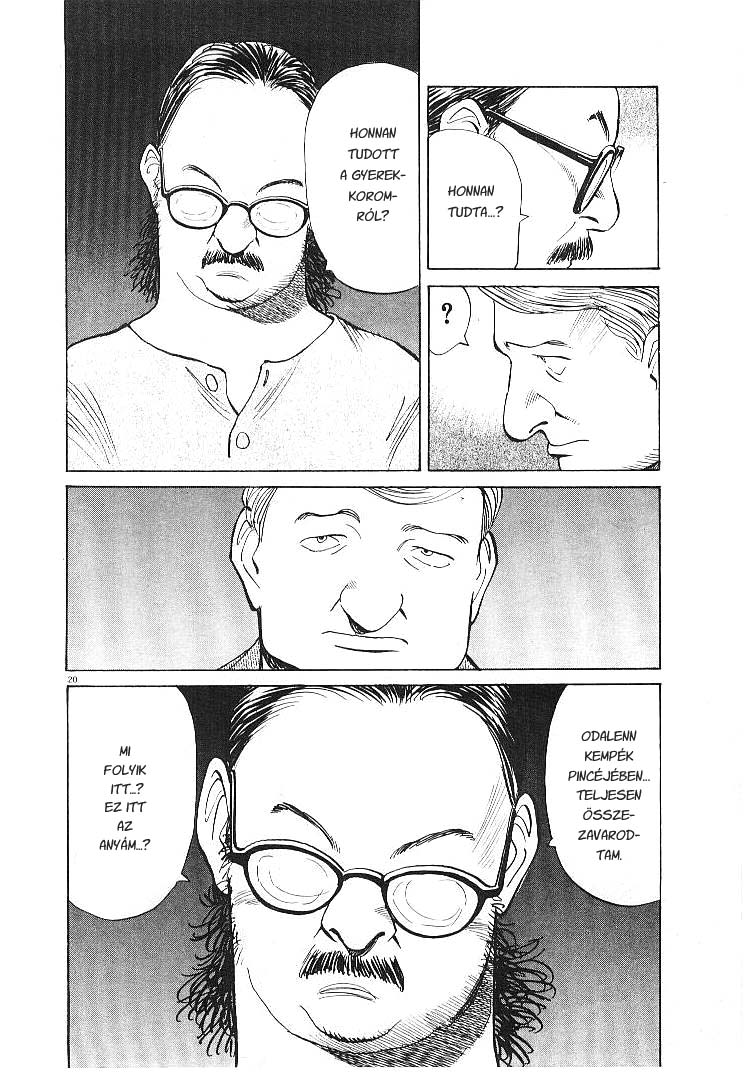 HONNAN
TUDTA...?
HONNAN
TUDOTT
A GYEREK-
KOROM-
RÓL?
?
20
ODALENN
KEMPÉK
PINCÉJÉBEN...
TELJESEN
ÖSSZE-
ZAVAROD-
TAM.
MI
FOLYIK
ITT...?
EZ ITT
AZ
ANYÁM...?